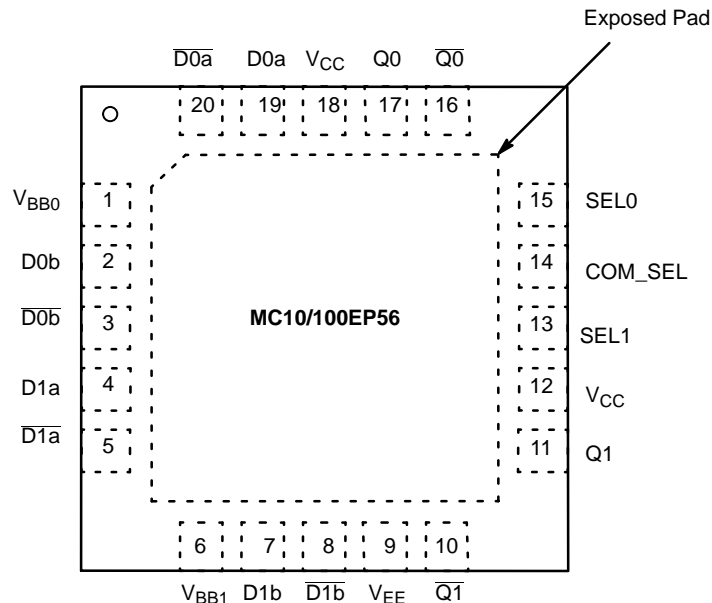 Exposed Pad
D0a D0a VCC Q0 Q0
20 19 18 17 16
VBB0 1 15 SEL0
D0b 2 14 COM_SEL
D0b 3 MC10/100EP56 13 SEL1
D1a 4 12 VCC
D1a 5 11 Q1
6 7 8 9 10
VBB1 D1b D1b VEE Q1